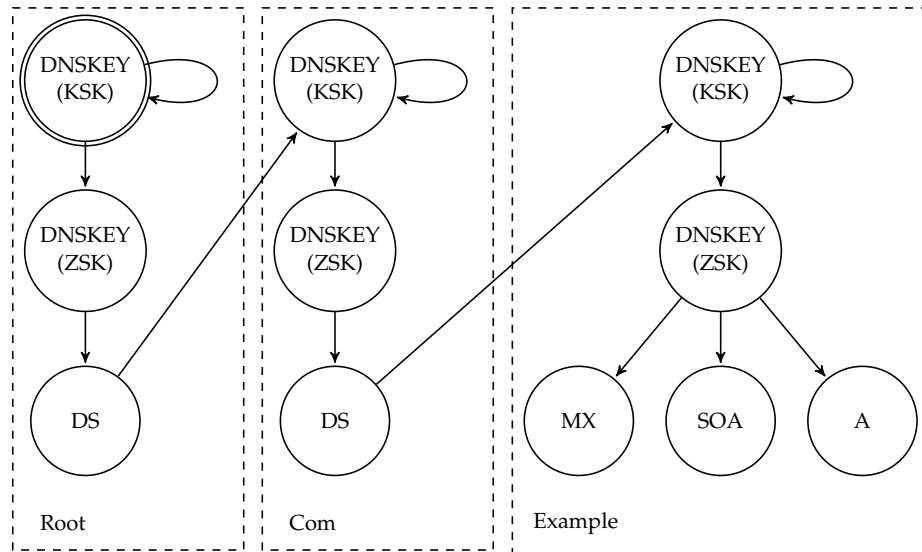 DNSKEY
(KSK)
DNSKEY
(ZSK)
DS
Root
DNSKEY
(KSK)
DNSKEY
(ZSK)
DS
Com
DNSKEY
(KSK)
DNSKEY
(ZSK)
MX
SOA
A
Example